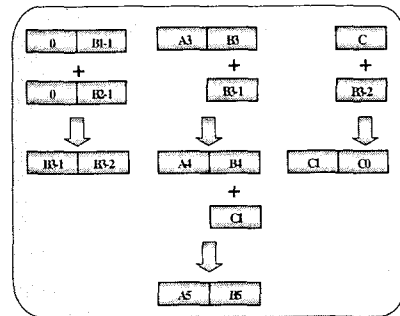 0 B1-1 A3 B3 C
+ + +
0 B2-1 B3-1 B3-2
B3-1 B3-2 A4 B4 C1 C0
+
C1
A5 B5